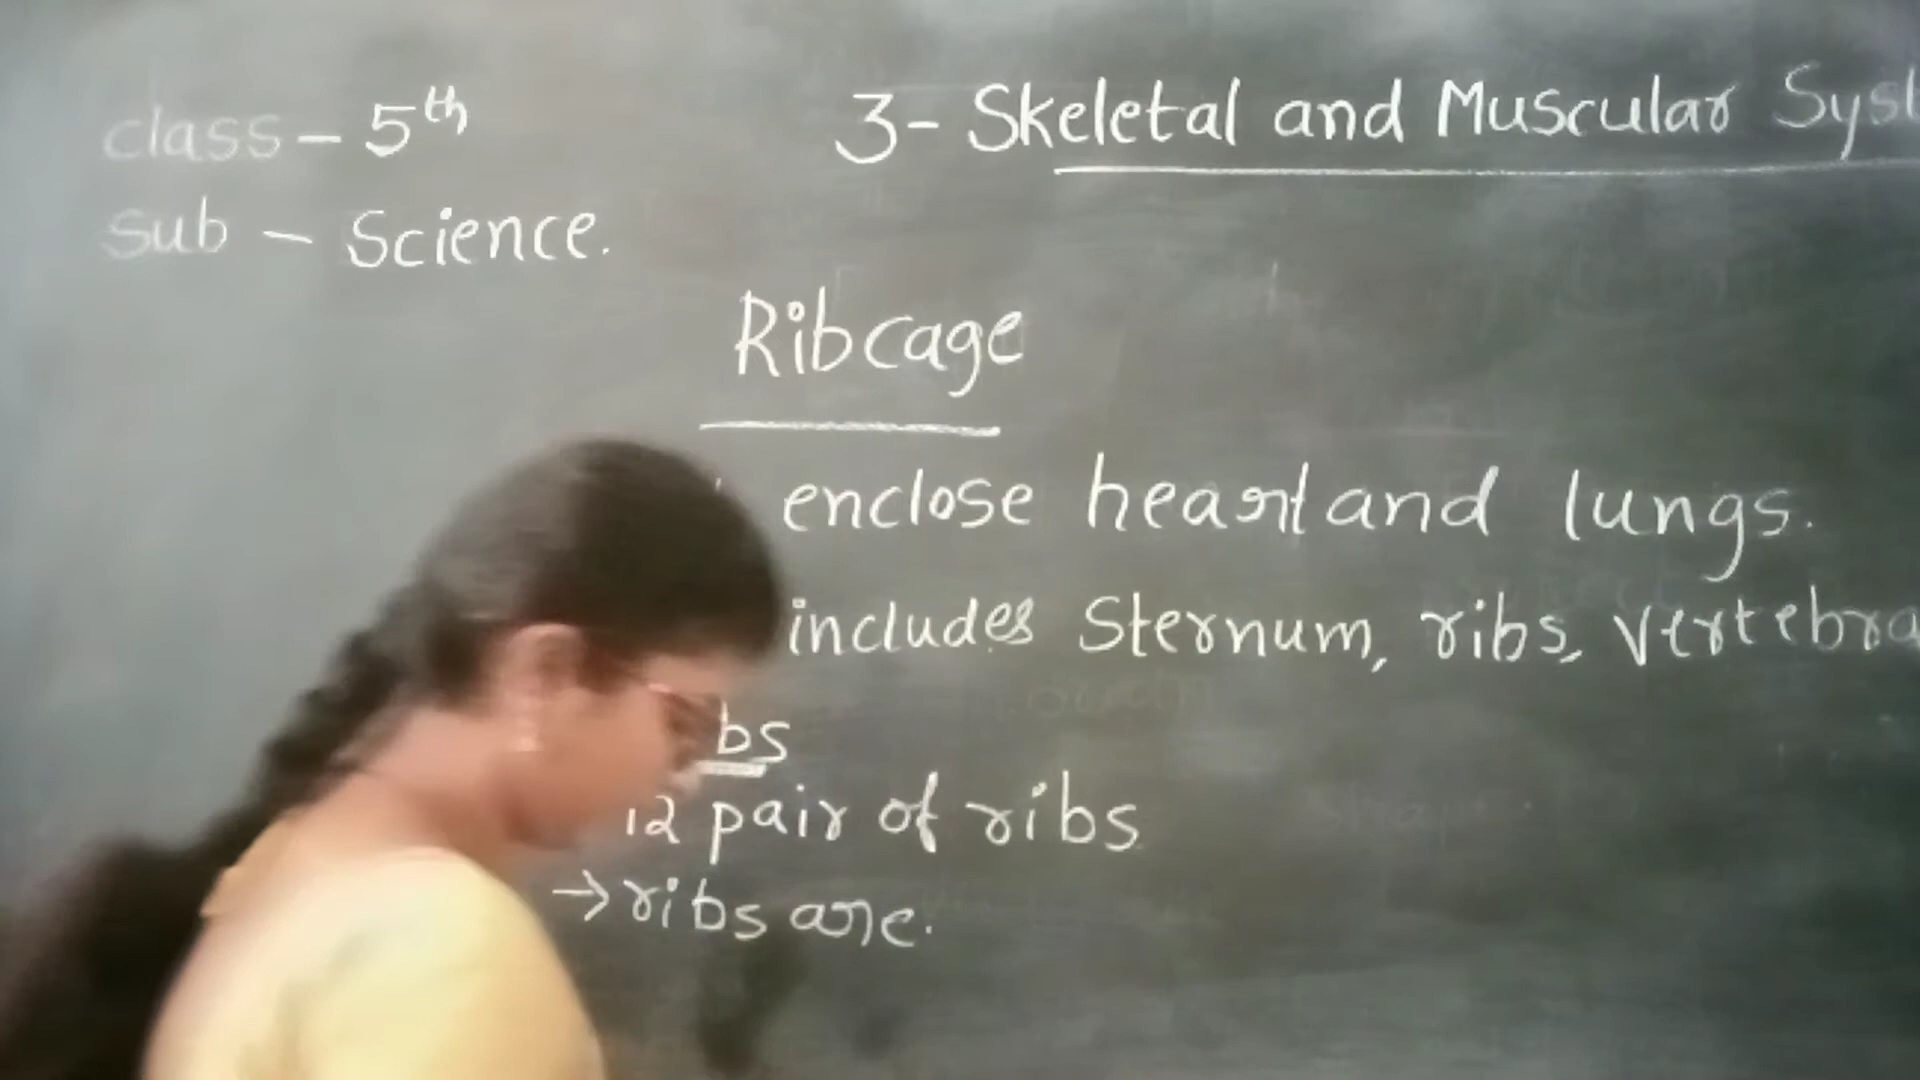 class - 5th
3- Skeletal and Muscular Syst
sub - Science.
Ribcage
enclose heart and lungs.
includes Sternum, ribs, vertebra
bs
12 pair of ribs
→ ribs are.